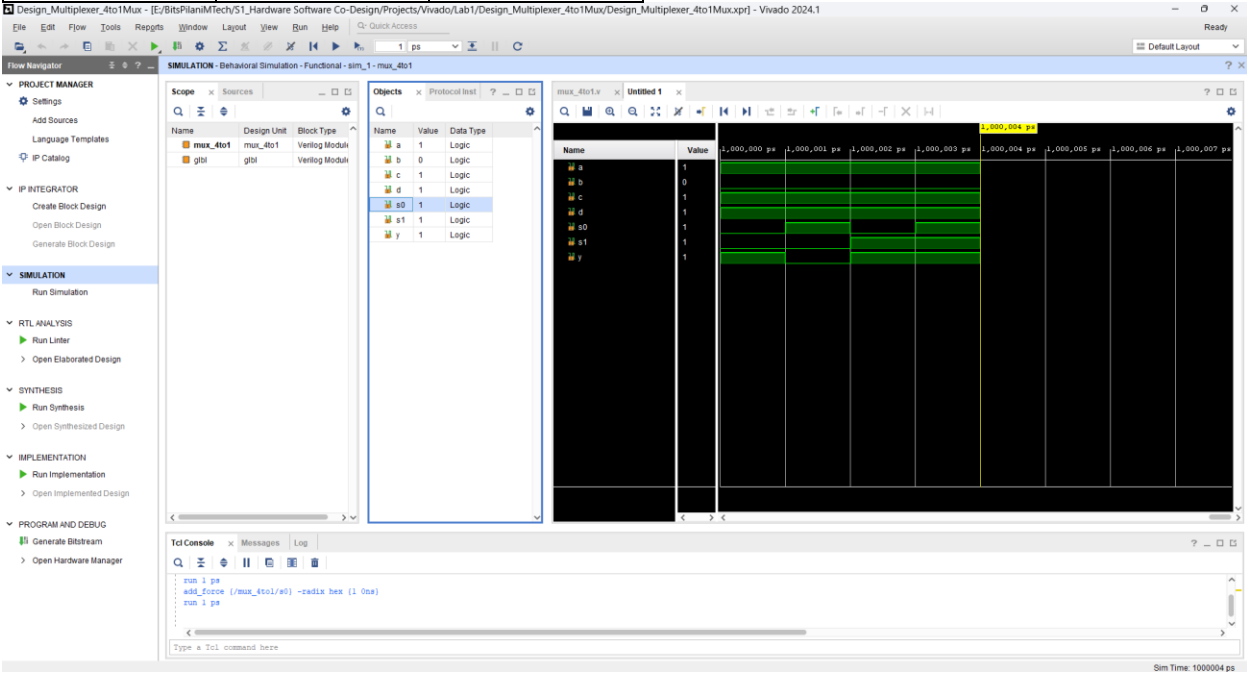 Design_Multiplexer_4to1Mux - [E:/BitsPilaniMTech/S1_Hardware Software Co-Design/Projects/Vivado/Lab1/Design_Multiplexer_4to1Mux/Design_Multiplexer_4to1Mux.xpr] - Vivado 2024.1
File Edit Flow Tools Reports Window Layout View Run Help Quick Access Ready
1 ps Default Layout
Flow Navigator
SIMULATION - Behavioral Simulation - Functional - sim_1 - mux_4to1
PROJECT MANAGER
Settings
Add Sources
Language Templates
IP Catalog
IP INTEGRATOR
Create Block Design
Open Block Design
Generate Block Design
SIMULATION
Run Simulation
RTL ANALYSIS
Run Linter
Open Elaborated Design
SYNTHESIS
Run Synthesis
Open Synthesized Design
IMPLEMENTATION
Run Implementation
Open Implemented Design
PROGRAM AND DEBUG
Generate Bitstream
Open Hardware Manager
Scope Sources
Name Design Unit Block Type
mux_4to1 mux_4to1 Verilog Module
glbl glbl Verilog Module
Objects Protocol Inst
Name Value Data Type
a 1 Logic
b 0 Logic
c 1 Logic
d 1 Logic
s0 1 Logic
s1 1 Logic
y 1 Logic
mux_4to1.v Untitled 1
1,000,004 ps
Name Value 1,000,000 ps 1,000,001 ps 1,000,002 ps 1,000,003 ps 1,000,004 ps 1,000,005 ps 1,000,006 ps 1,000,007 ps
a 1
b 0
c 1
d 1
s0 1
s1 1
y 1
Tcl Console Messages Log
run 1 ps
add_force {/mux_4to1/s0} -radix hex {1 0ns}
run 1 ps
Type a Tcl command here
Sim Time: 1000004 ps